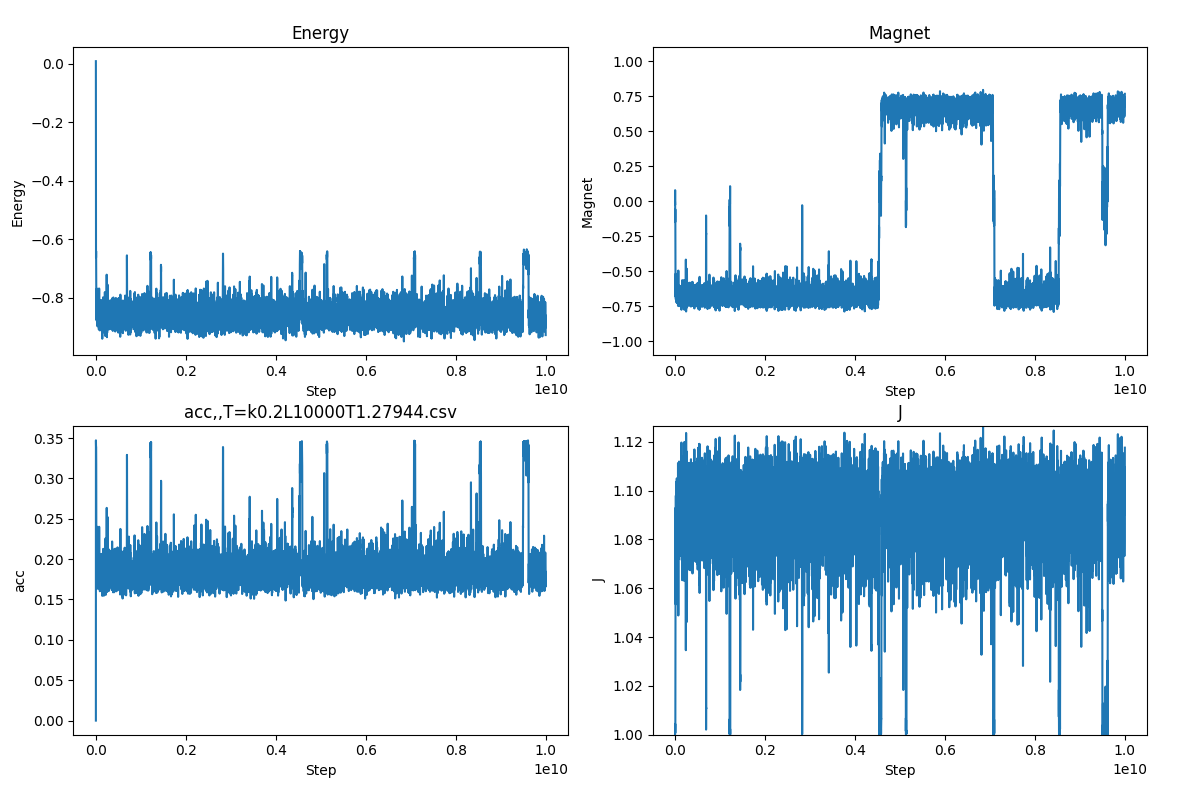 Energy
0.0
−0.2
−0.4
−0.6
−0.8
Energy
0.0 0.2 0.4 0.6 0.8 1.0
1e10
Step
Magnet
1.00
0.75
0.50
0.25
0.00
−0.25
−0.50
−0.75
−1.00
Magnet
0.0 0.2 0.4 0.6 0.8 1.0
1e10
Step
acc,,T=k0.2L10000T1.27944.csv
0.35
0.30
0.25
0.20
0.15
0.10
0.05
0.00
acc
0.0 0.2 0.4 0.6 0.8 1.0
1e10
Step
J
1.12
1.10
1.08
1.06
1.04
1.02
1.00
J
0.0 0.2 0.4 0.6 0.8 1.0
1e10
Step